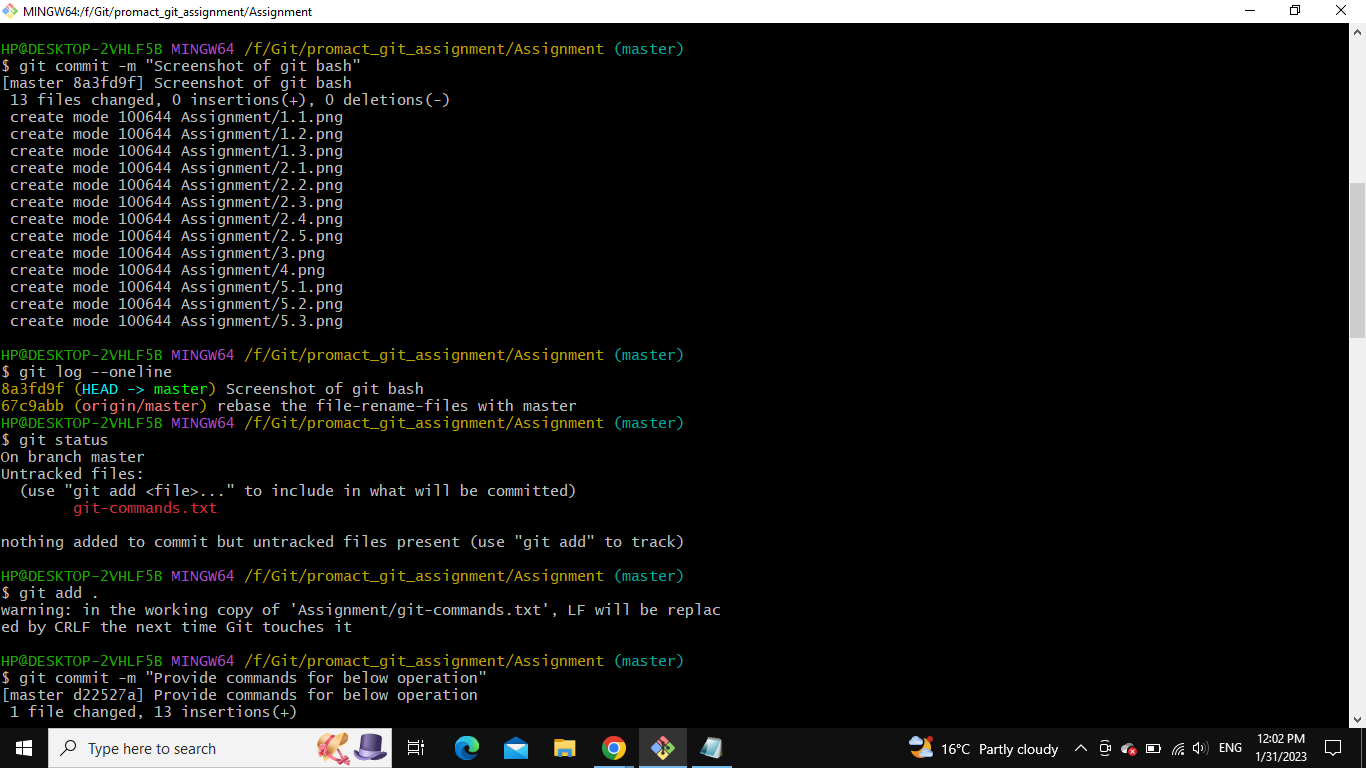 MINGW64:/f/Git/promact_git_assignment/Assignment
HP@DESKTOP-2VHLF5B MINGW64 /f/Git/promact_git_assignment/Assignment (master)
$ git commit -m "Screenshot of git bash"
[master 8a3fd9f] Screenshot of git bash
 13 files changed, 0 insertions(+), 0 deletions(-)
 create mode 100644 Assignment/1.1.png
 create mode 100644 Assignment/1.2.png
 create mode 100644 Assignment/1.3.png
 create mode 100644 Assignment/2.1.png
 create mode 100644 Assignment/2.2.png
 create mode 100644 Assignment/2.3.png
 create mode 100644 Assignment/2.4.png
 create mode 100644 Assignment/2.5.png
 create mode 100644 Assignment/3.png
 create mode 100644 Assignment/4.png
 create mode 100644 Assignment/5.1.png
 create mode 100644 Assignment/5.2.png
 create mode 100644 Assignment/5.3.png
HP@DESKTOP-2VHLF5B MINGW64 /f/Git/promact_git_assignment/Assignment (master)
$ git log --oneline
8a3fd9f (HEAD -> master) Screenshot of git bash
67c9abb (origin/master) rebase the file-rename-files with master
HP@DESKTOP-2VHLF5B MINGW64 /f/Git/promact_git_assignment/Assignment (master)
$ git status
On branch master
Untracked files:
  (use "git add <file>..." to include in what will be committed)
        git-commands.txt
nothing added to commit but untracked files present (use "git add" to track)
HP@DESKTOP-2VHLF5B MINGW64 /f/Git/promact_git_assignment/Assignment (master)
$ git add .
warning: in the working copy of 'Assignment/git-commands.txt', LF will be replac
ed by CRLF the next time Git touches it
HP@DESKTOP-2VHLF5B MINGW64 /f/Git/promact_git_assignment/Assignment (master)
$ git commit -m "Provide commands for below operation"
[master d22527a] Provide commands for below operation
 1 file changed, 13 insertions(+)
Type here to search
16°C Partly cloudy
ENG
12:02 PM
1/31/2023